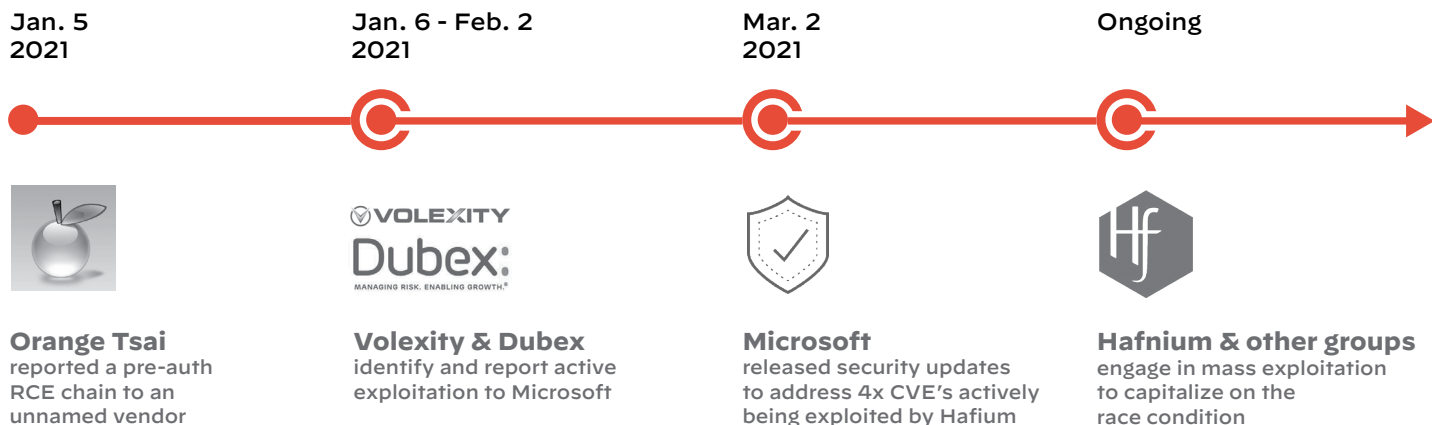 Jan. 5
2021
Jan. 6 - Feb. 2
2021
Mar. 2
2021
Ongoing
VOLEXITY
Dubex:
MANAGING RISK. ENABLING GROWTH.®
Hf
Orange Tsai
reported a pre-auth
RCE chain to an
unnamed vendor
Volexity & Dubex
identify and report active
exploitation to Microsoft
Microsoft
released security updates
to address 4x CVE's actively
being exploited by Hafium
Hafnium & other groups
engage in mass exploitation
to capitalize on the
race condition